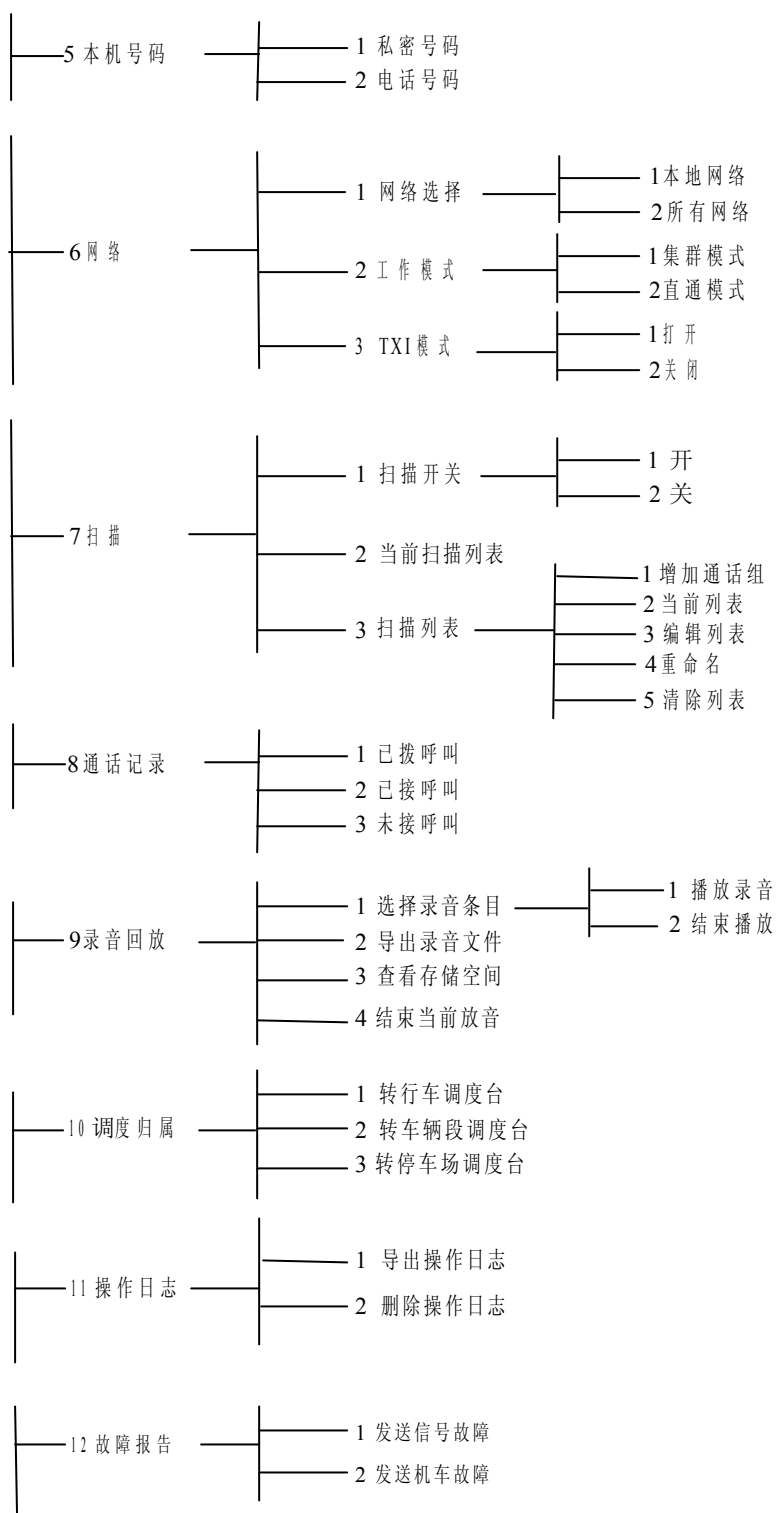 5 本机号码
1 私密号码
2 电话号码
6 网络
1 网络选择
1 本地网络
2 所有网络
2 工作模式
1 集群模式
2 直通模式
3 TXI 模式
1 打开
2 关闭
7 扫描
1 扫描开关
1 开
2 关
2 当前扫描列表
3 扫描列表
1 增加通话组
2 当前列表
3 编辑列表
4 重命名
5 清除列表
8 通话记录
1 已拨呼叫
2 已接呼叫
3 未接呼叫
9 录音回放
1 选择录音条目
1 播放录音
2 结束播放
2 导出录音文件
3 查看存储空间
4 结束当前放音
10 调度归属
1 转行车调度台
2 转车辆段调度台
3 转停车场调度台
11 操作日志
1 导出操作日志
2 删除操作日志
12 故障报告
1 发送信号故障
2 发送机车故障